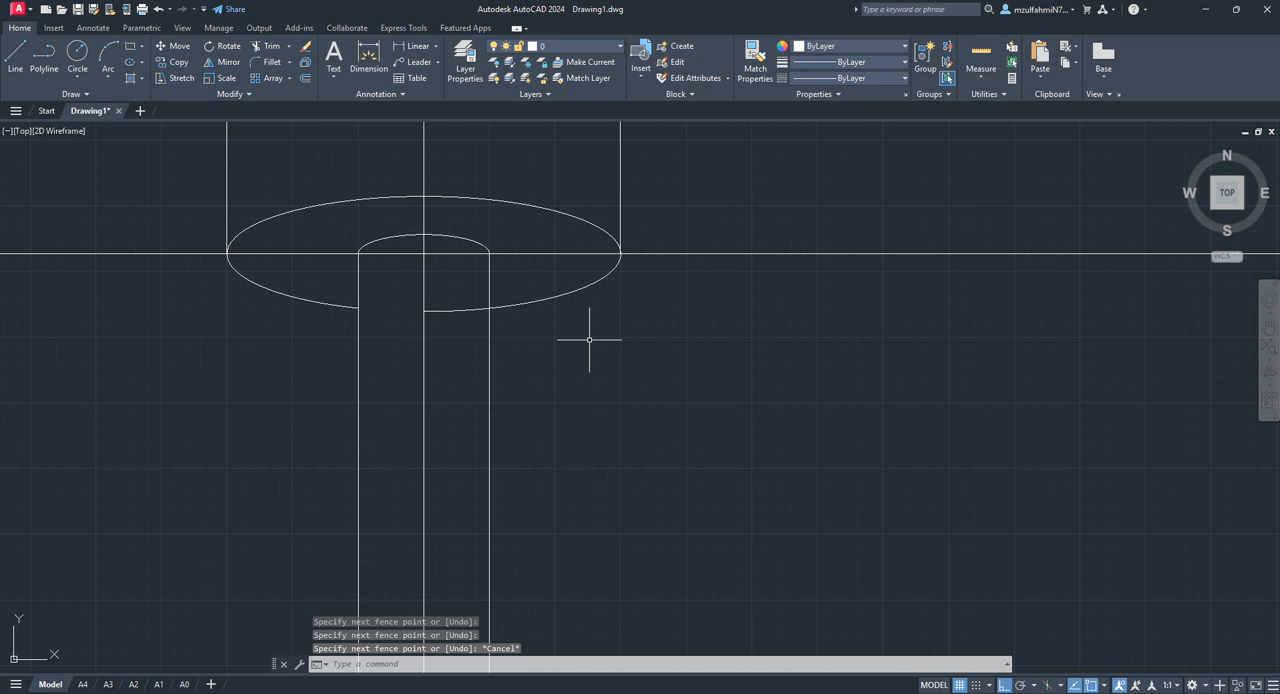 A Share Autodesk AutoCAD 2024 Drawing1.dwg Type a keyword or phrase mzulfahmiN7...
Home Insert Annotate Parametric View Manage Output Add-ins Collaborate Express Tools Featured Apps
Move Rotate Trim Linear 0 Create ByLayer
Line Polyline Circle Arc Copy Mirror Fillet Text Dimension Leader Layer Properties Make Current Insert Edit Match Properties ByLayer Group Measure Paste Base
Stretch Scale Array Table Match Layer Edit Attributes ByLayer
Draw Modify Annotation Layers Block Properties Groups Utilities Clipboard View
Start Drawing1*
[−][Top][2D Wireframe]
N
W TOP E
S
WCS
Y
X
Specify next fence point or [Undo]:
Specify next fence point or [Undo]:
Specify next fence point or [Undo]: *Cancel*
Type a command
Model A4 A3 A2 A1 A0 MODEL 1:1